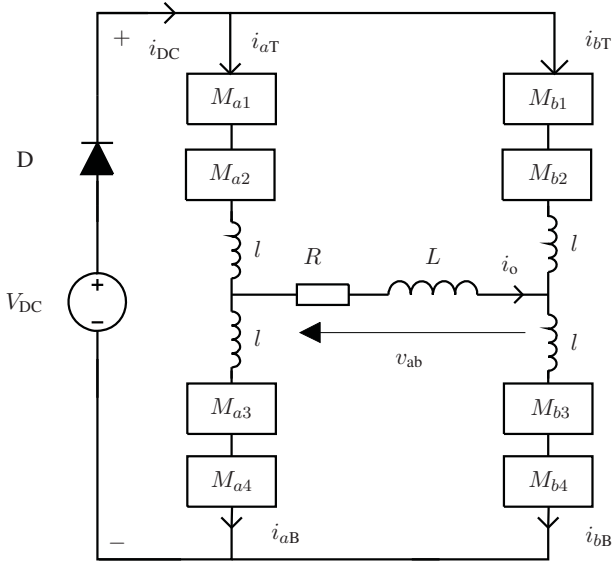 + i_DC i_aT i_bT
M_a1 M_b1
D M_a2 M_b2
l R L i_o l
V_DC + −
l v_ab l
M_a3 M_b3
M_a4 M_b4
− i_aB i_bB